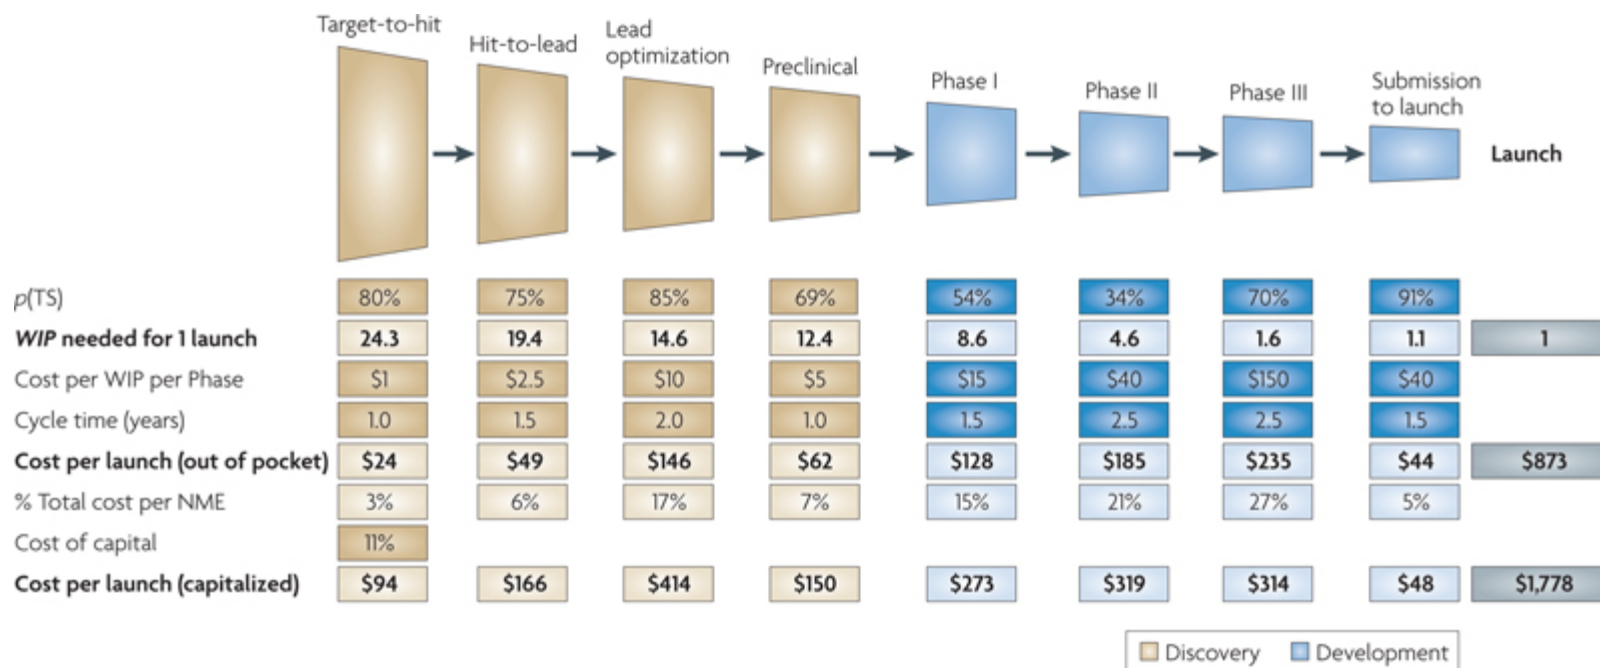 Target-to-hit
Hit-to-lead
Lead
optimization
Preclinical
Phase I
Phase II
Phase III
Submission
to launch
Launch
p(TS) 80% 75% 85% 69% 54% 34% 70% 91%
WIP needed for 1 launch 24.3 19.4 14.6 12.4 8.6 4.6 1.6 1.1 1
Cost per WIP per Phase $1 $2.5 $10 $5 $15 $40 $150 $40
Cycle time (years) 1.0 1.5 2.0 1.0 1.5 2.5 2.5 1.5
Cost per launch (out of pocket) $24 $49 $146 $62 $128 $185 $235 $44 $873
% Total cost per NME 3% 6% 17% 7% 15% 21% 27% 5%
Cost of capital 11%
Cost per launch (capitalized) $94 $166 $414 $150 $273 $319 $314 $48 $1,778
Discovery Development